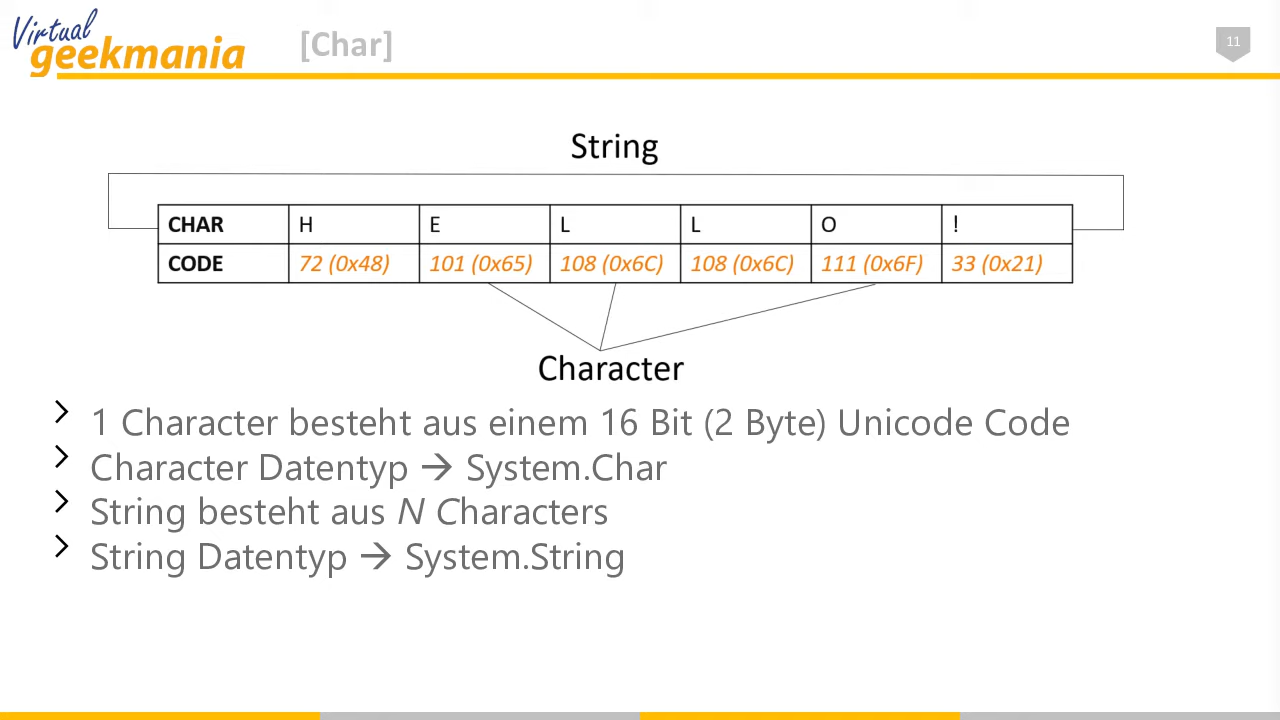 Virtual
geekmania
[Char]
11
String
CHAR H E L L O !
CODE 72 (0x48) 101 (0x65) 108 (0x6C) 108 (0x6C) 111 (0x6F) 33 (0x21)
Character
1 Character besteht aus einem 16 Bit (2 Byte) Unicode Code
Character Datentyp → System.Char
String besteht aus N Characters
String Datentyp → System.String